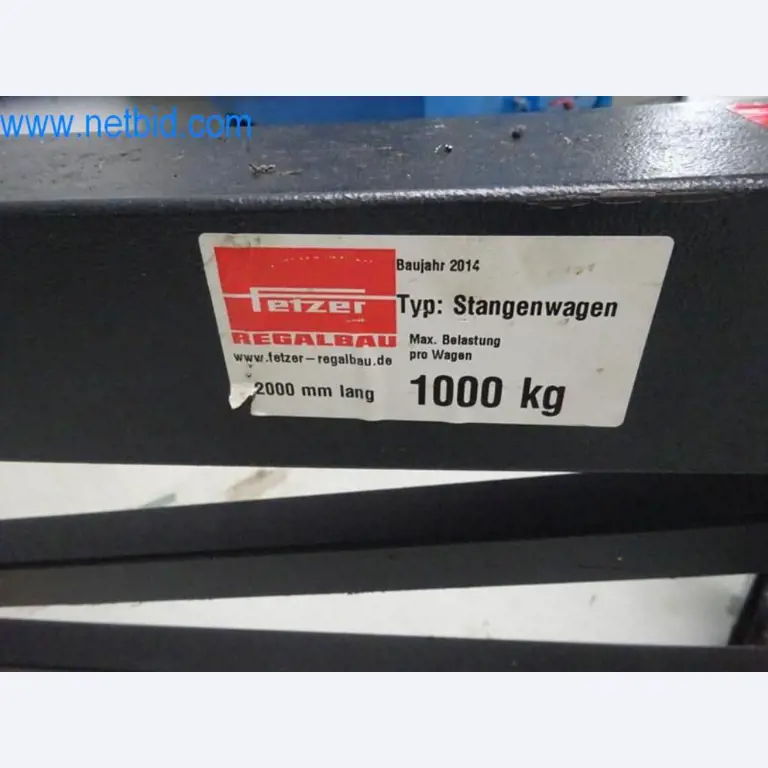 www.netbid.com
Baujahr 2014
Fetzer
Typ: Stangenwagen
REGALBAU
Max. Belastung
pro Wagen
www.fetzer-regalbau.de
2000 mm lang
1000 kg